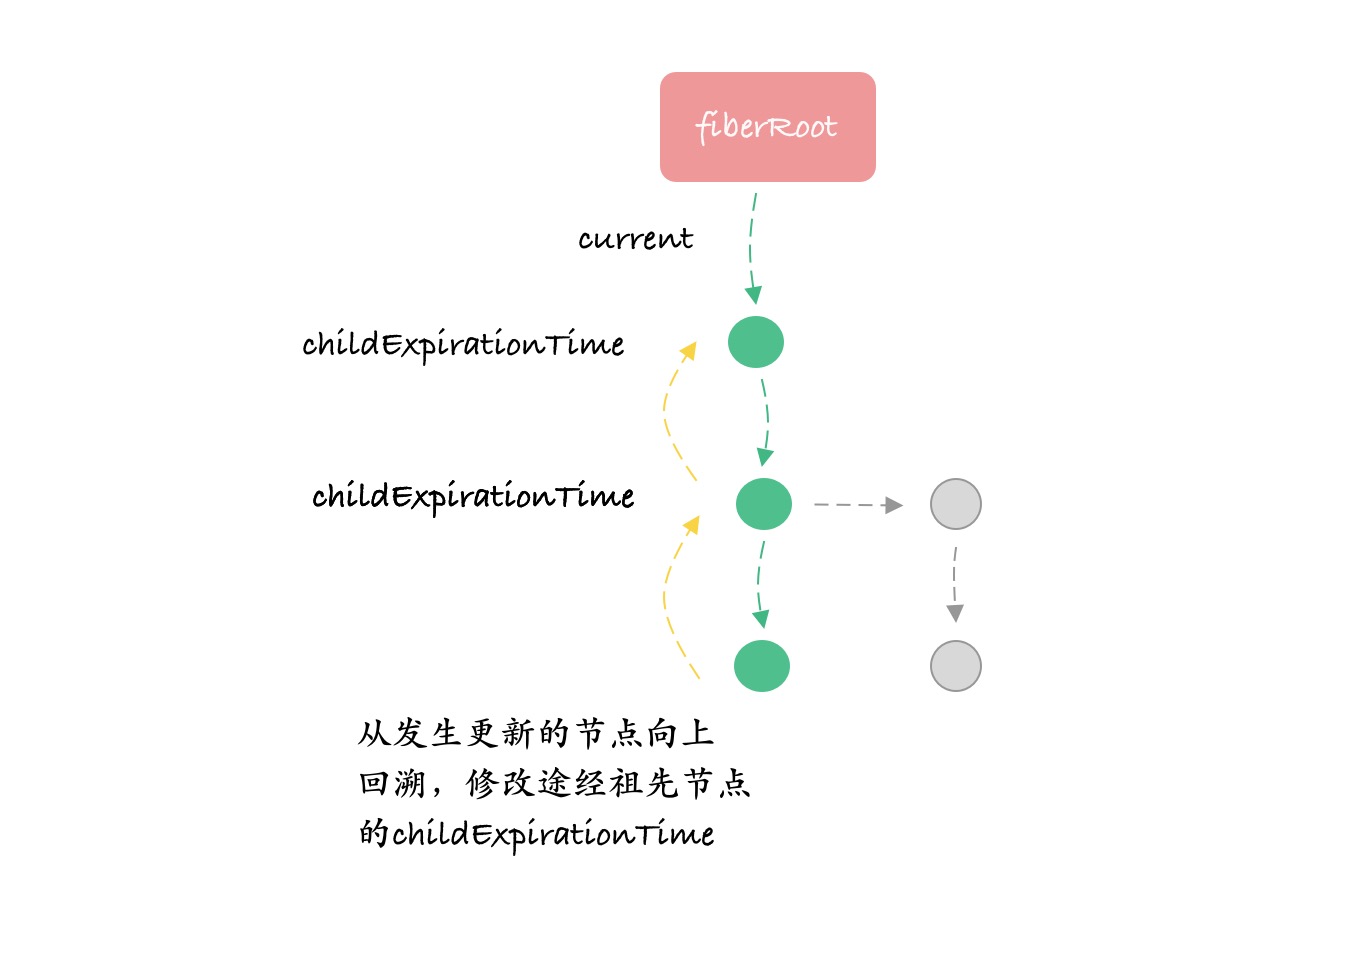 fiberRoot
current
childExpirationTime
childExpirationTime
从发生更新的节点向上
回溯，修改途经祖先节点
的childExpirationTime